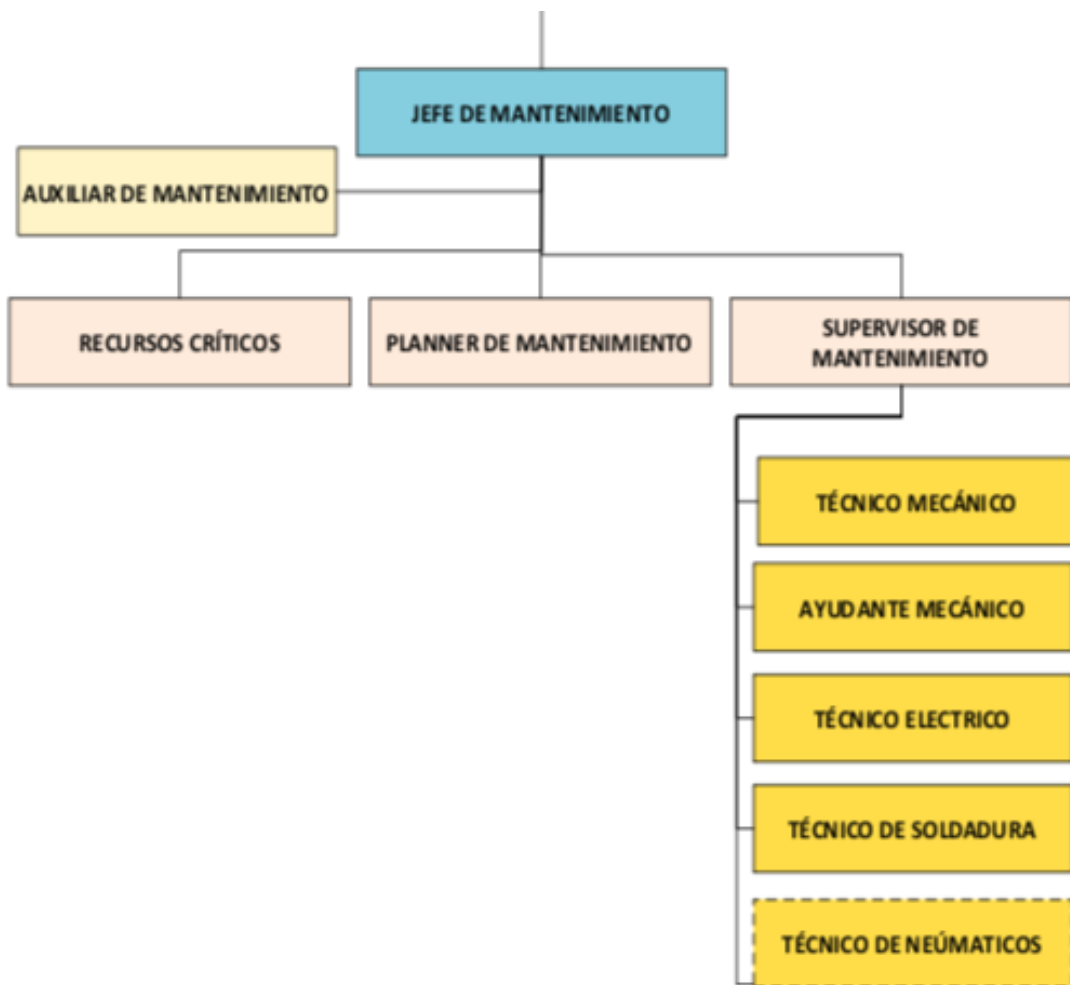 JEFE DE MANTENIMIENTO
AUXILIAR DE MANTENIMIENTO
RECURSOS CRÍTICOS
PLANNER DE MANTENIMIENTO
SUPERVISOR DE
MANTENIMIENTO
TÉCNICO MECÁNICO
AYUDANTE MECÁNICO
TÉCNICO ELECTRICO
TÉCNICO DE SOLDADURA
TÉCNICO DE NEÚMATICOS